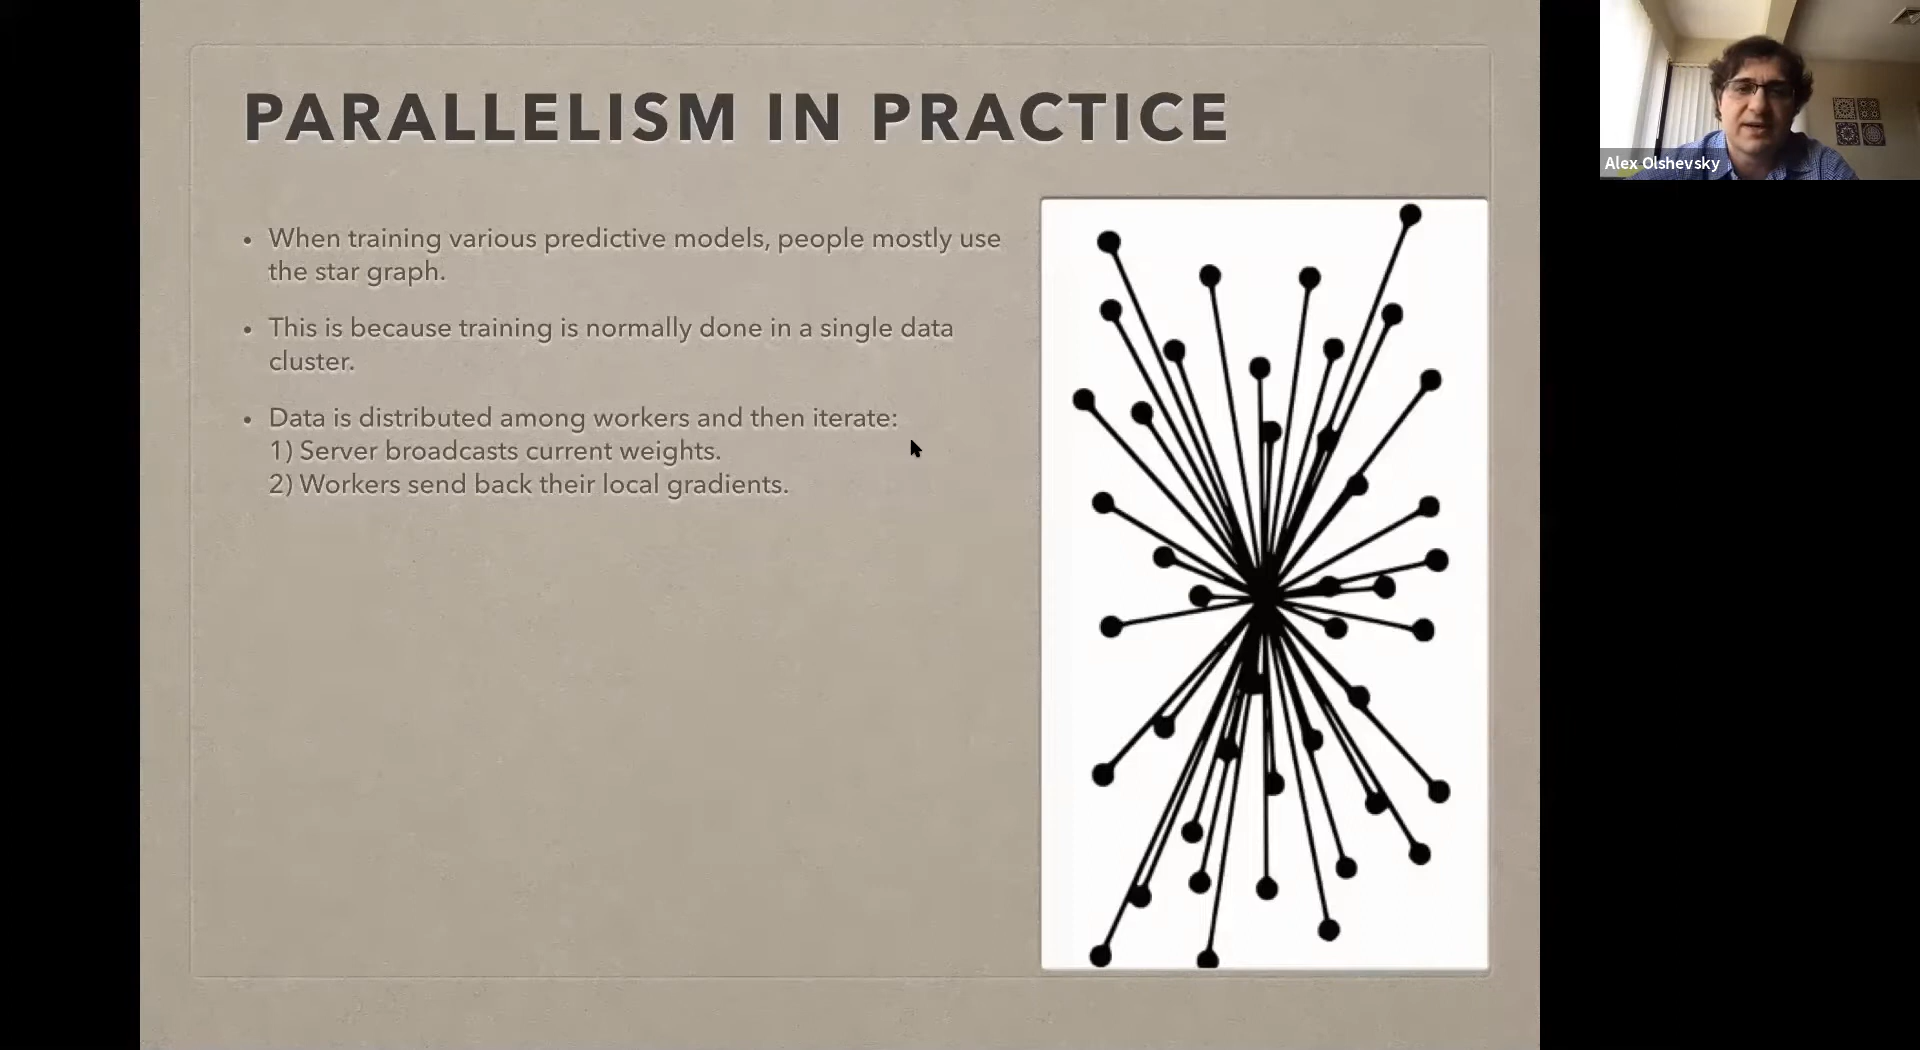 PARALLELISM IN PRACTICE
• When training various predictive models, people mostly use
the star graph.
• This is because training is normally done in a single data
cluster.
• Data is distributed among workers and then iterate:
1) Server broadcasts current weights.
2) Workers send back their local gradients.
Alex Olshevsky